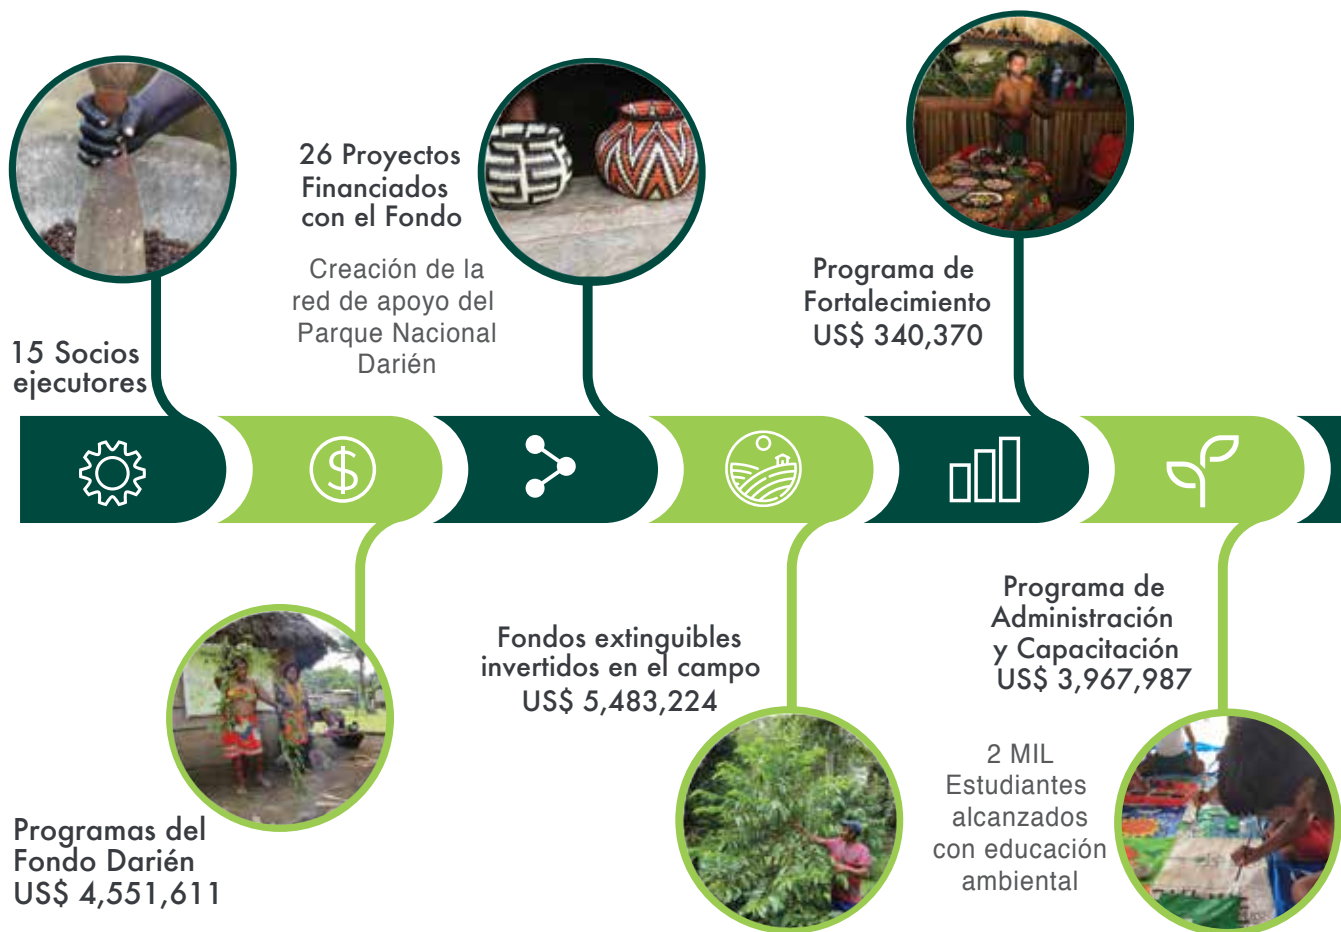 15 Socios
ejecutores
Programas del
Fondo Darién
US$ 4,551,611
26 Proyectos
Financiados
con el Fondo
Creación de la
red de apoyo del
Parque Nacional
Darién
Fondos extinguibles
invertidos en el campo
US$ 5,483,224
Programa de
Fortalecimiento
US$ 340,370
Programa de
Administración
y Capacitación
US$ 3,967,987
2 MIL
Estudiantes
alcanzados
con educación
ambiental